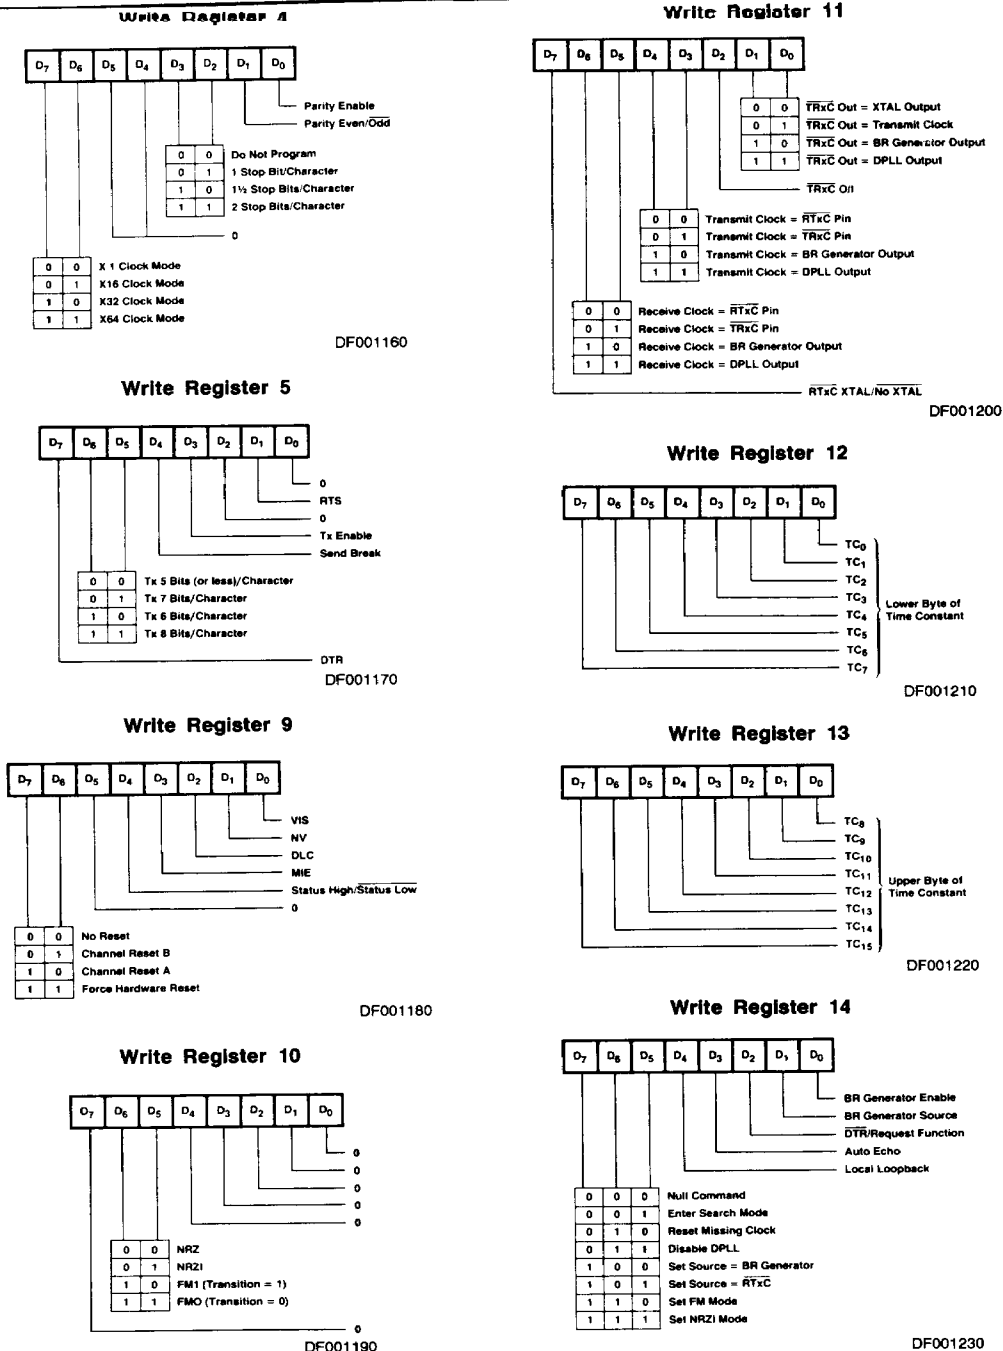 Write Register 4
D7 D6 D5 D4 D3 D2 D1 D0
Parity Enable
Parity Even/Odd
0 0 Do Not Program
0 1 1 Stop Bit/Character
1 0 1½ Stop Bits/Character
1 1 2 Stop Bits/Character
0
0 0 X 1 Clock Mode
0 1 X16 Clock Mode
1 0 X32 Clock Mode
1 1 X64 Clock Mode
DF001160
Write Register 5
D7 D6 D5 D4 D3 D2 D1 D0
0
RTS
0
Tx Enable
Send Break
0 0 Tx 5 Bits (or less)/Character
0 1 Tx 7 Bits/Character
1 0 Tx 6 Bits/Character
1 1 Tx 8 Bits/Character
DTR
DF001170
Write Register 9
D7 D6 D5 D4 D3 D2 D1 D0
VIS
NV
DLC
MIE
Status High/Status Low
0
0 0 No Reset
0 1 Channel Reset B
1 0 Channel Reset A
1 1 Force Hardware Reset
DF001180
Write Register 10
D7 D6 D5 D4 D3 D2 D1 D0
0
0
0
0
0
0 0 NRZ
0 1 NRZI
1 0 FM1 (Transition = 1)
1 1 FMO (Transition = 0)
0
DF001190
Write Register 11
D7 D6 D5 D4 D3 D2 D1 D0
0 0 TRxC Out = XTAL Output
0 1 TRxC Out = Transmit Clock
1 0 TRxC Out = BR Generator Output
1 1 TRxC Out = DPLL Output
TRxC O/I
0 0 Transmit Clock = RTxC Pin
0 1 Transmit Clock = TRxC Pin
1 0 Transmit Clock = BR Generator Output
1 1 Transmit Clock = DPLL Output
0 0 Receive Clock = RTxC Pin
0 1 Receive Clock = TRxC Pin
1 0 Receive Clock = BR Generator Output
1 1 Receive Clock = DPLL Output
RTxC XTAL/No XTAL
DF001200
Write Register 12
D7 D6 D5 D4 D3 D2 D1 D0
TC0
TC1
TC2
TC3
TC4
TC5
TC6
TC7
Lower Byte of
Time Constant
DF001210
Write Register 13
D7 D6 D5 D4 D3 D2 D1 D0
TC8
TC9
TC10
TC11
TC12
TC13
TC14
TC15
Upper Byte of
Time Constant
DF001220
Write Register 14
D7 D6 D5 D4 D3 D2 D1 D0
BR Generator Enable
BR Generator Source
DTR/Request Function
Auto Echo
Local Loopback
0 0 0 Null Command
0 0 1 Enter Search Mode
0 1 0 Reset Missing Clock
0 1 1 Disable DPLL
1 0 0 Set Source = BR Generator
1 0 1 Set Source = RTxC
1 1 0 Set FM Mode
1 1 1 Set NRZI Mode
DF001230